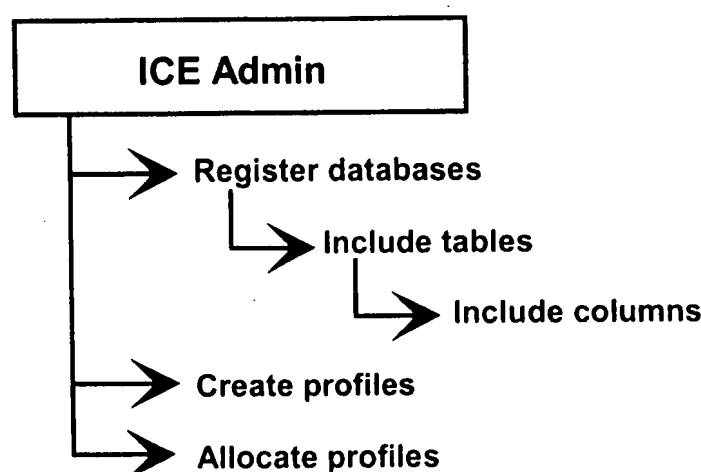 ICE Admin
Register databases
Include tables
Include columns
Create profiles
Allocate profiles